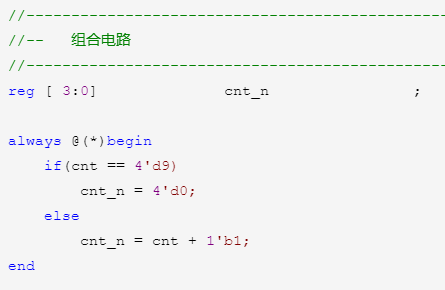 //-----------------------------------------------
//--   组合电路
//-----------------------------------------------
reg [ 3:0]              cnt_n                ;
always @(*)begin
    if(cnt == 4'd9)
        cnt_n = 4'd0;
    else
        cnt_n = cnt + 1'b1;
end